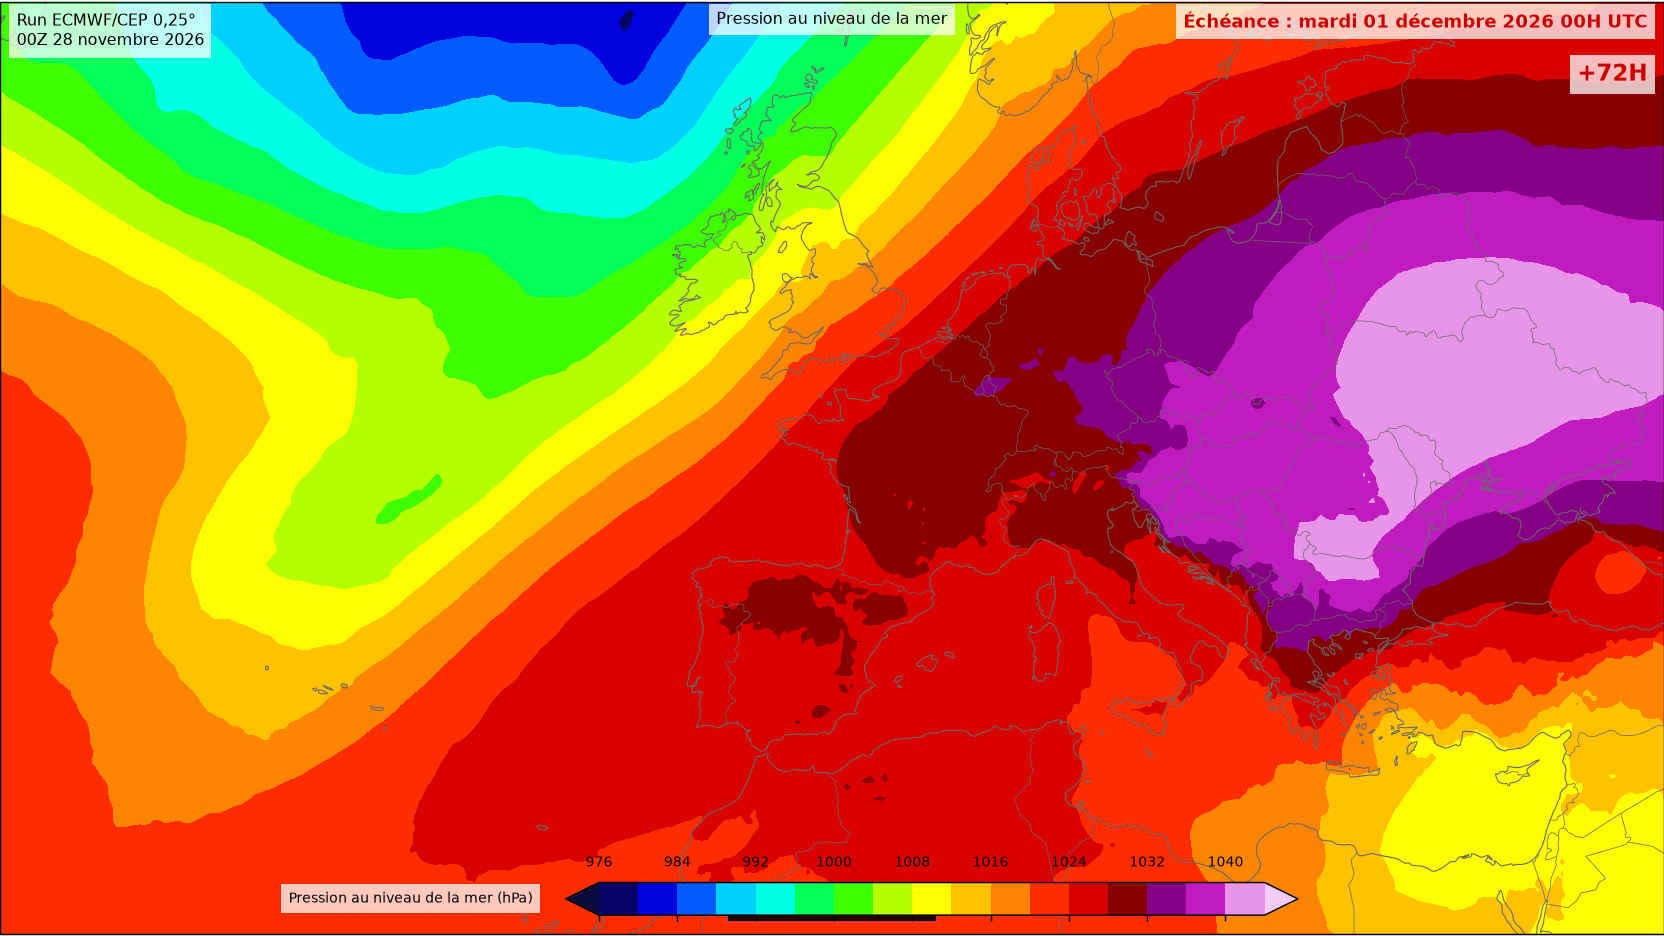 Run ECMWF/CEP 0,25°
00Z 28 novembre 2026
Pression au niveau de la mer
Échéance : mardi 01 décembre 2026 00H UTC
+72H
976 984 992 1000 1008 1016 1024 1032 1040
Pression au niveau de la mer (hPa)